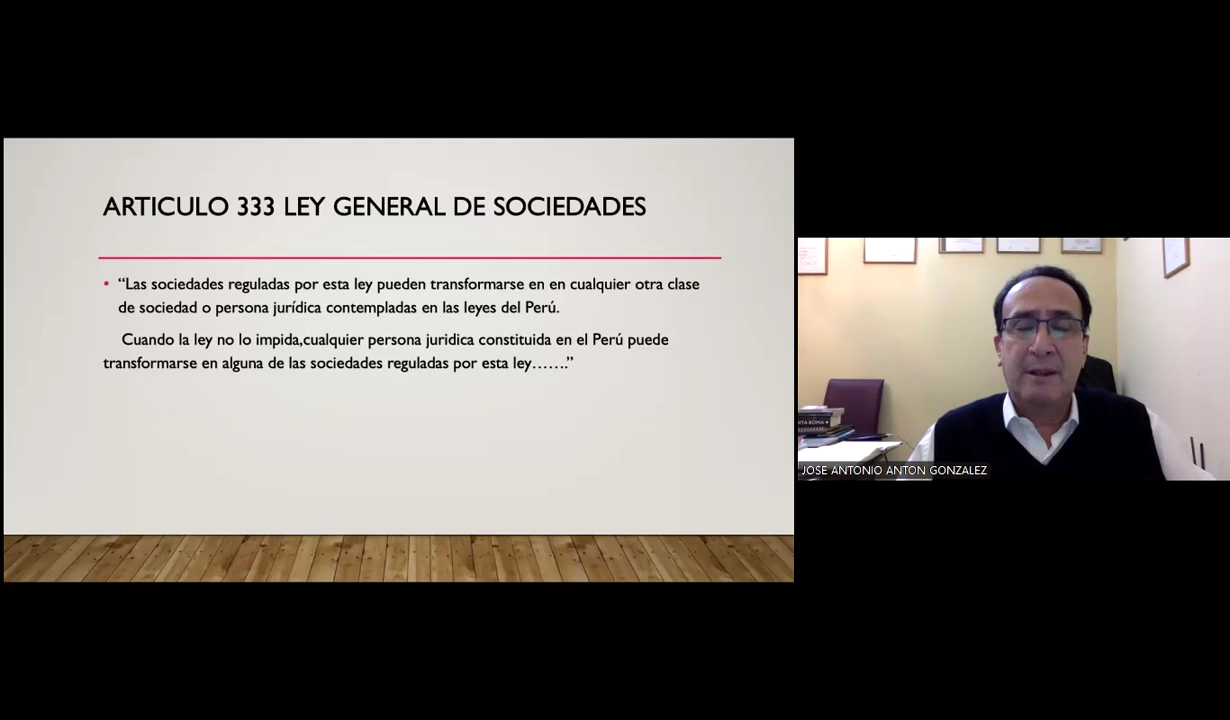 ARTICULO 333 LEY GENERAL DE SOCIEDADES
• “Las sociedades reguladas por esta ley pueden transformarse en en cualquier otra clase
de sociedad o persona jurídica contempladas en las leyes del Perú.
Cuando la ley no lo impida,cualquier persona juridica constituida en el Perú puede
transformarse en alguna de las sociedades reguladas por esta ley…….”
JOSE ANTONIO ANTON GONZALEZ